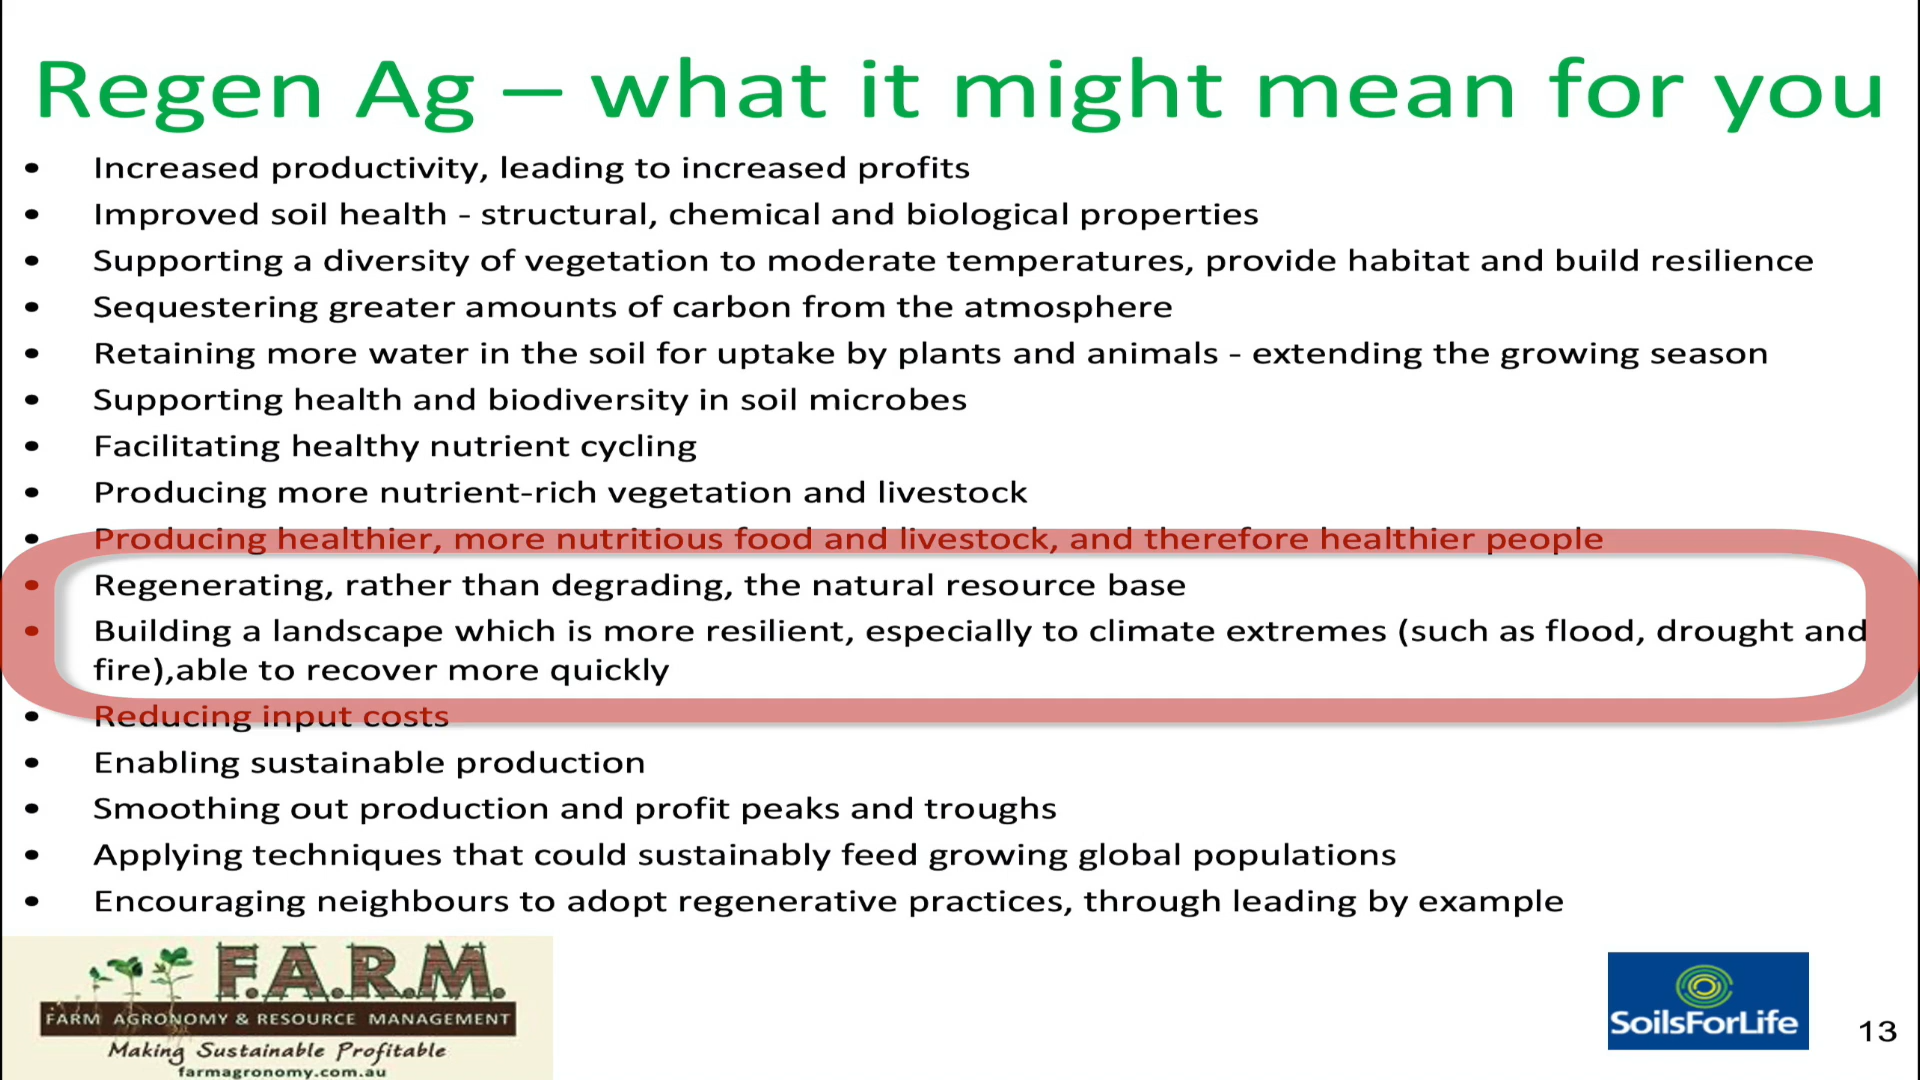 Regen Ag – what it might mean for you
• Increased productivity, leading to increased profits
• Improved soil health - structural, chemical and biological properties
• Supporting a diversity of vegetation to moderate temperatures, provide habitat and build resilience
• Sequestering greater amounts of carbon from the atmosphere
• Retaining more water in the soil for uptake by plants and animals - extending the growing season
• Supporting health and biodiversity in soil microbes
• Facilitating healthy nutrient cycling
• Producing more nutrient-rich vegetation and livestock
• Producing healthier, more nutritious food and livestock, and therefore healthier people
• Regenerating, rather than degrading, the natural resource base
• Building a landscape which is more resilient, especially to climate extremes (such as flood, drought and
fire),able to recover more quickly
• Reducing input costs
• Enabling sustainable production
• Smoothing out production and profit peaks and troughs
• Applying techniques that could sustainably feed growing global populations
• Encouraging neighbours to adopt regenerative practices, through leading by example
F.A.R.M.
FARM AGRONOMY & RESOURCE MANAGEMENT
Making Sustainable Profitable
farmagronomy.com.au
SoilsForLife
13